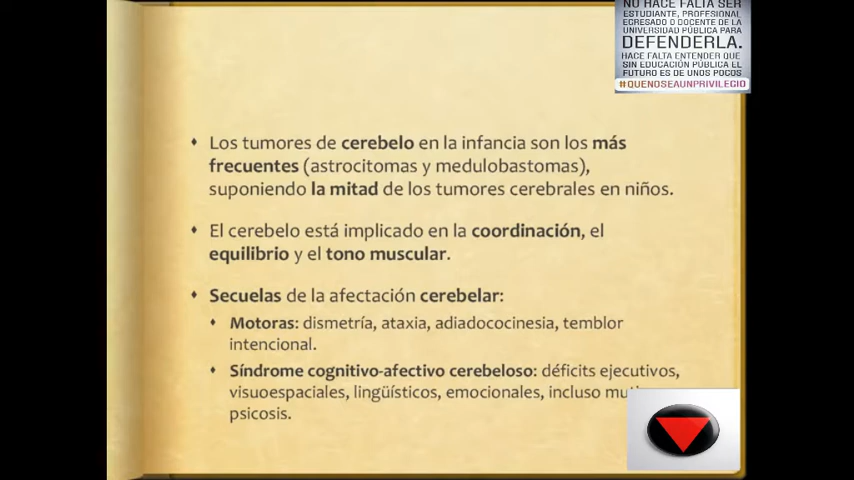 NO HACE FALTA SER
ESTUDIANTE, PROFESIONAL
EGRESADO O DOCENTE DE LA
UNIVERSIDAD PÚBLICA PARA
DEFENDERLA.
HACE FALTA ENTENDER QUE
SIN EDUCACIÓN PÚBLICA EL
FUTURO ES DE UNOS POCOS
#QUENOSEAUNPRIVILEGIO
Los tumores de cerebelo en la infancia son los más
frecuentes (astrocitomas y medulobastomas),
suponiendo la mitad de los tumores cerebrales en niños.
El cerebelo está implicado en la coordinación, el
equilibrio y el tono muscular.
Secuelas de la afectación cerebelar:
Motoras: dismetría, ataxia, adiadococinesia, temblor
intencional.
Síndrome cognitivo-afectivo cerebeloso: déficits ejecutivos,
visuoespaciales, lingüísticos, emocionales, incluso
psicosis.